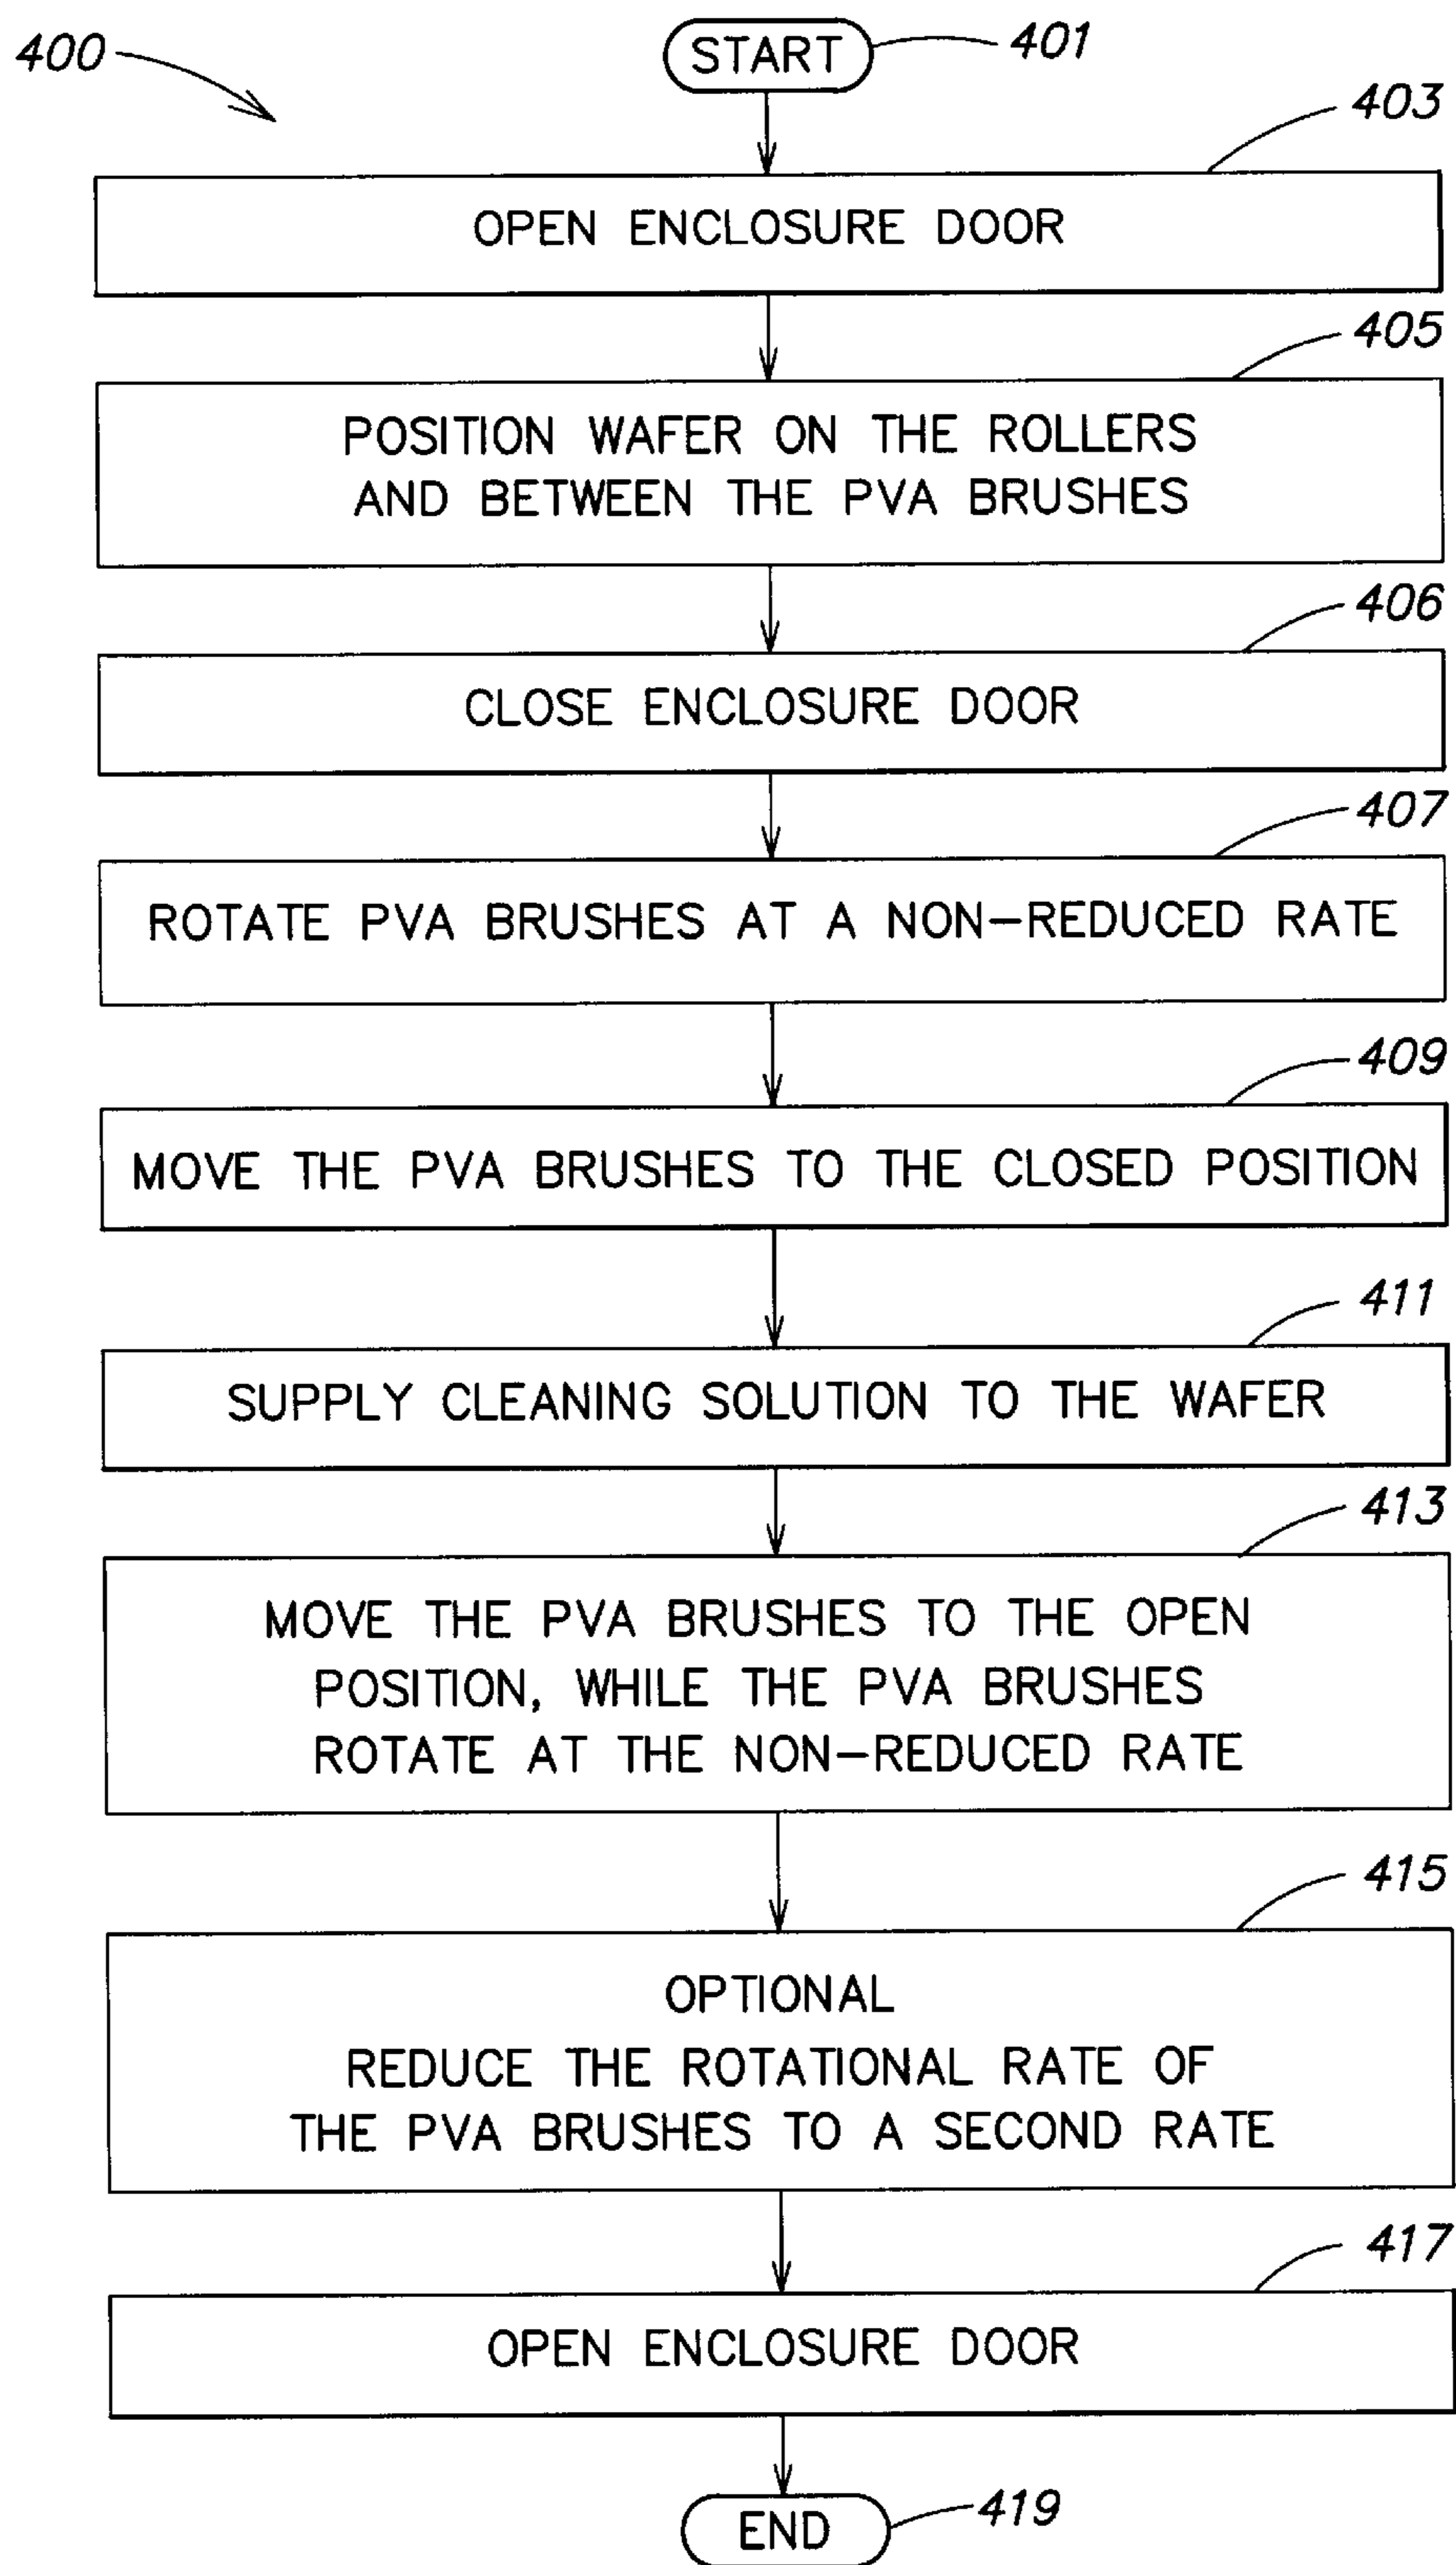 400
START
401
403
OPEN ENCLOSURE DOOR
405
POSITION WAFER ON THE ROLLERS
AND BETWEEN THE PVA BRUSHES
406
CLOSE ENCLOSURE DOOR
407
ROTATE PVA BRUSHES AT A NON-REDUCED RATE
409
MOVE THE PVA BRUSHES TO THE CLOSED POSITION
411
SUPPLY CLEANING SOLUTION TO THE WAFER
413
MOVE THE PVA BRUSHES TO THE OPEN
POSITION, WHILE THE PVA BRUSHES
ROTATE AT THE NON-REDUCED RATE
415
OPTIONAL
REDUCE THE ROTATIONAL RATE OF
THE PVA BRUSHES TO A SECOND RATE
417
OPEN ENCLOSURE DOOR
END
419